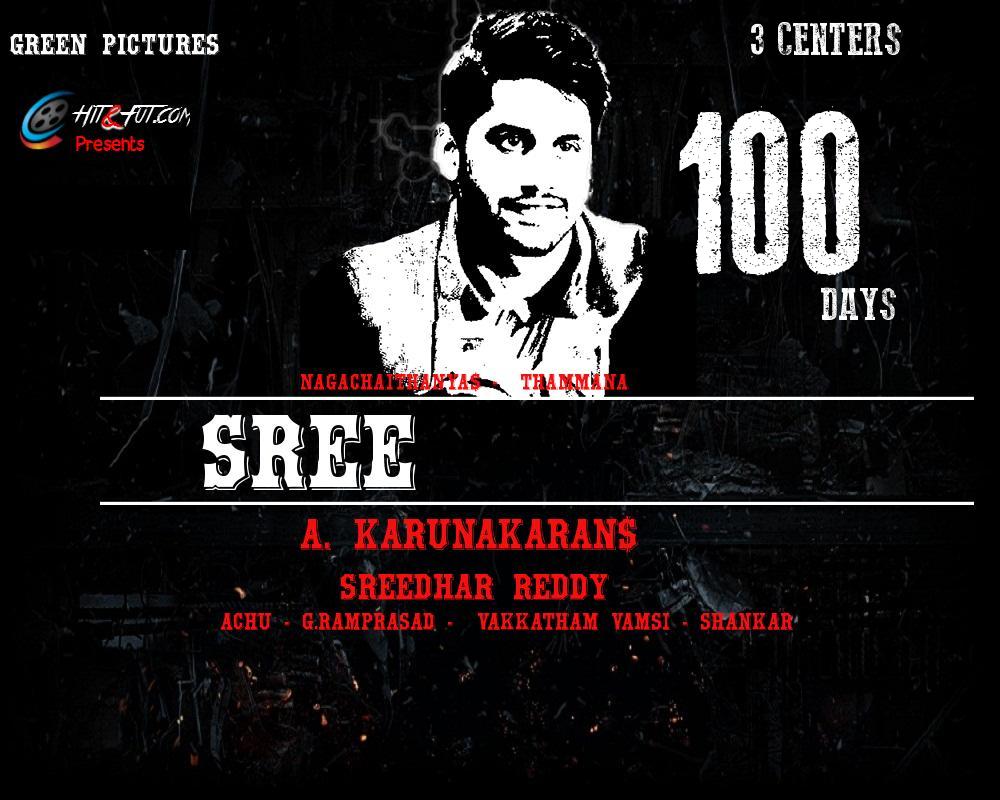 GREEN PICTURES
HIT&FUT.COM
Presents
3 CENTERS
100
DAYS
NAGACHAITHANYA$ - THAMMANA
SREE
A. KARUNAKARAN$
SREEDHAR REDDY
ACHU - G.RAMPRASAD - VAKKATHAM VAMSI - SHANKAR